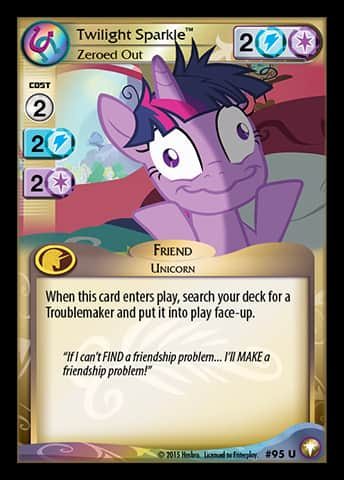 Twilight Sparkle™
Zeroed Out
2
COST
2
2
2
FRIEND
UNICORN
When this card enters play, search your deck for a
Troublemaker and put it into play face-up.
“If I can't FIND a friendship problem... I'll MAKE a
friendship problem!”
© 2015 Hasbro. Licensed to Enterplay.
#95 U